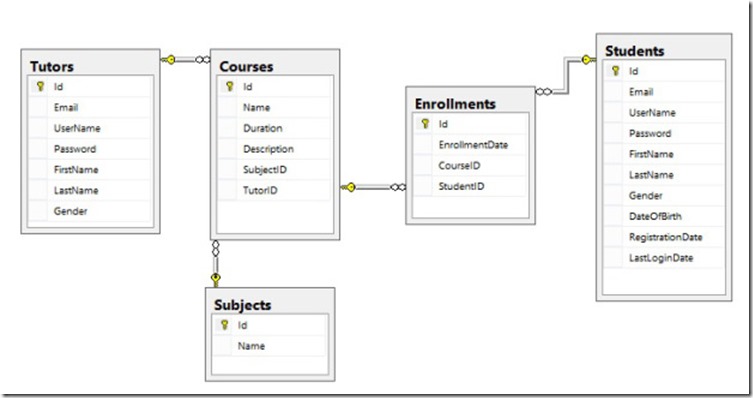 Tutors
Id
Email
UserName
Password
FirstName
LastName
Gender
Courses
Id
Name
Duration
Description
SubjectID
TutorID
Enrollments
Id
EnrollmentDate
CourseID
StudentID
Students
Id
Email
UserName
Password
FirstName
LastName
Gender
DateOfBirth
RegistrationDate
LastLoginDate
Subjects
Id
Name